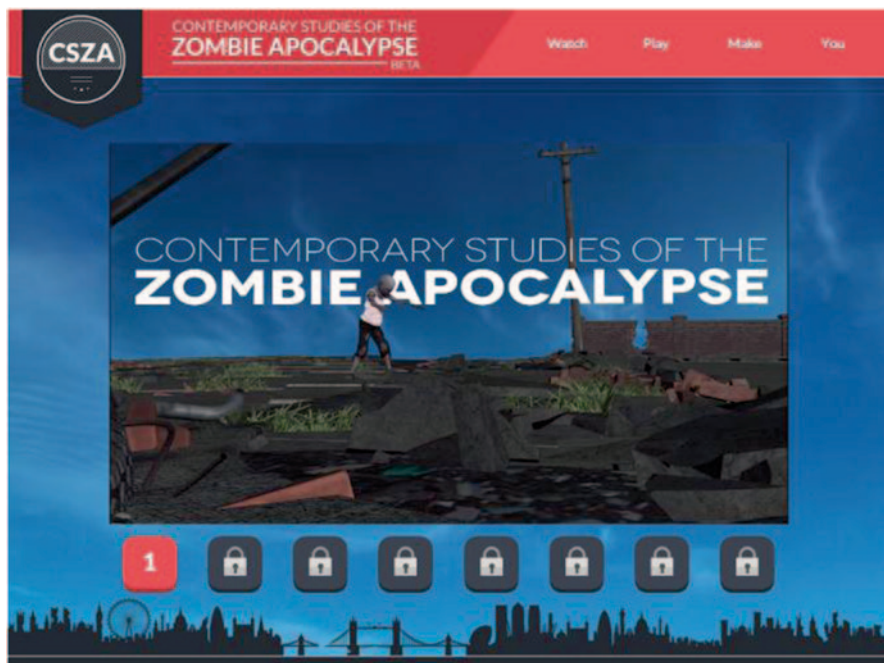 CSZA
CONTEMPORARY STUDIES OF THE
ZOMBIE APOCALYPSE
BETA
Watch
Play
Make
You
CONTEMPORARY STUDIES OF THE
ZOMBIE APOCALYPSE
1